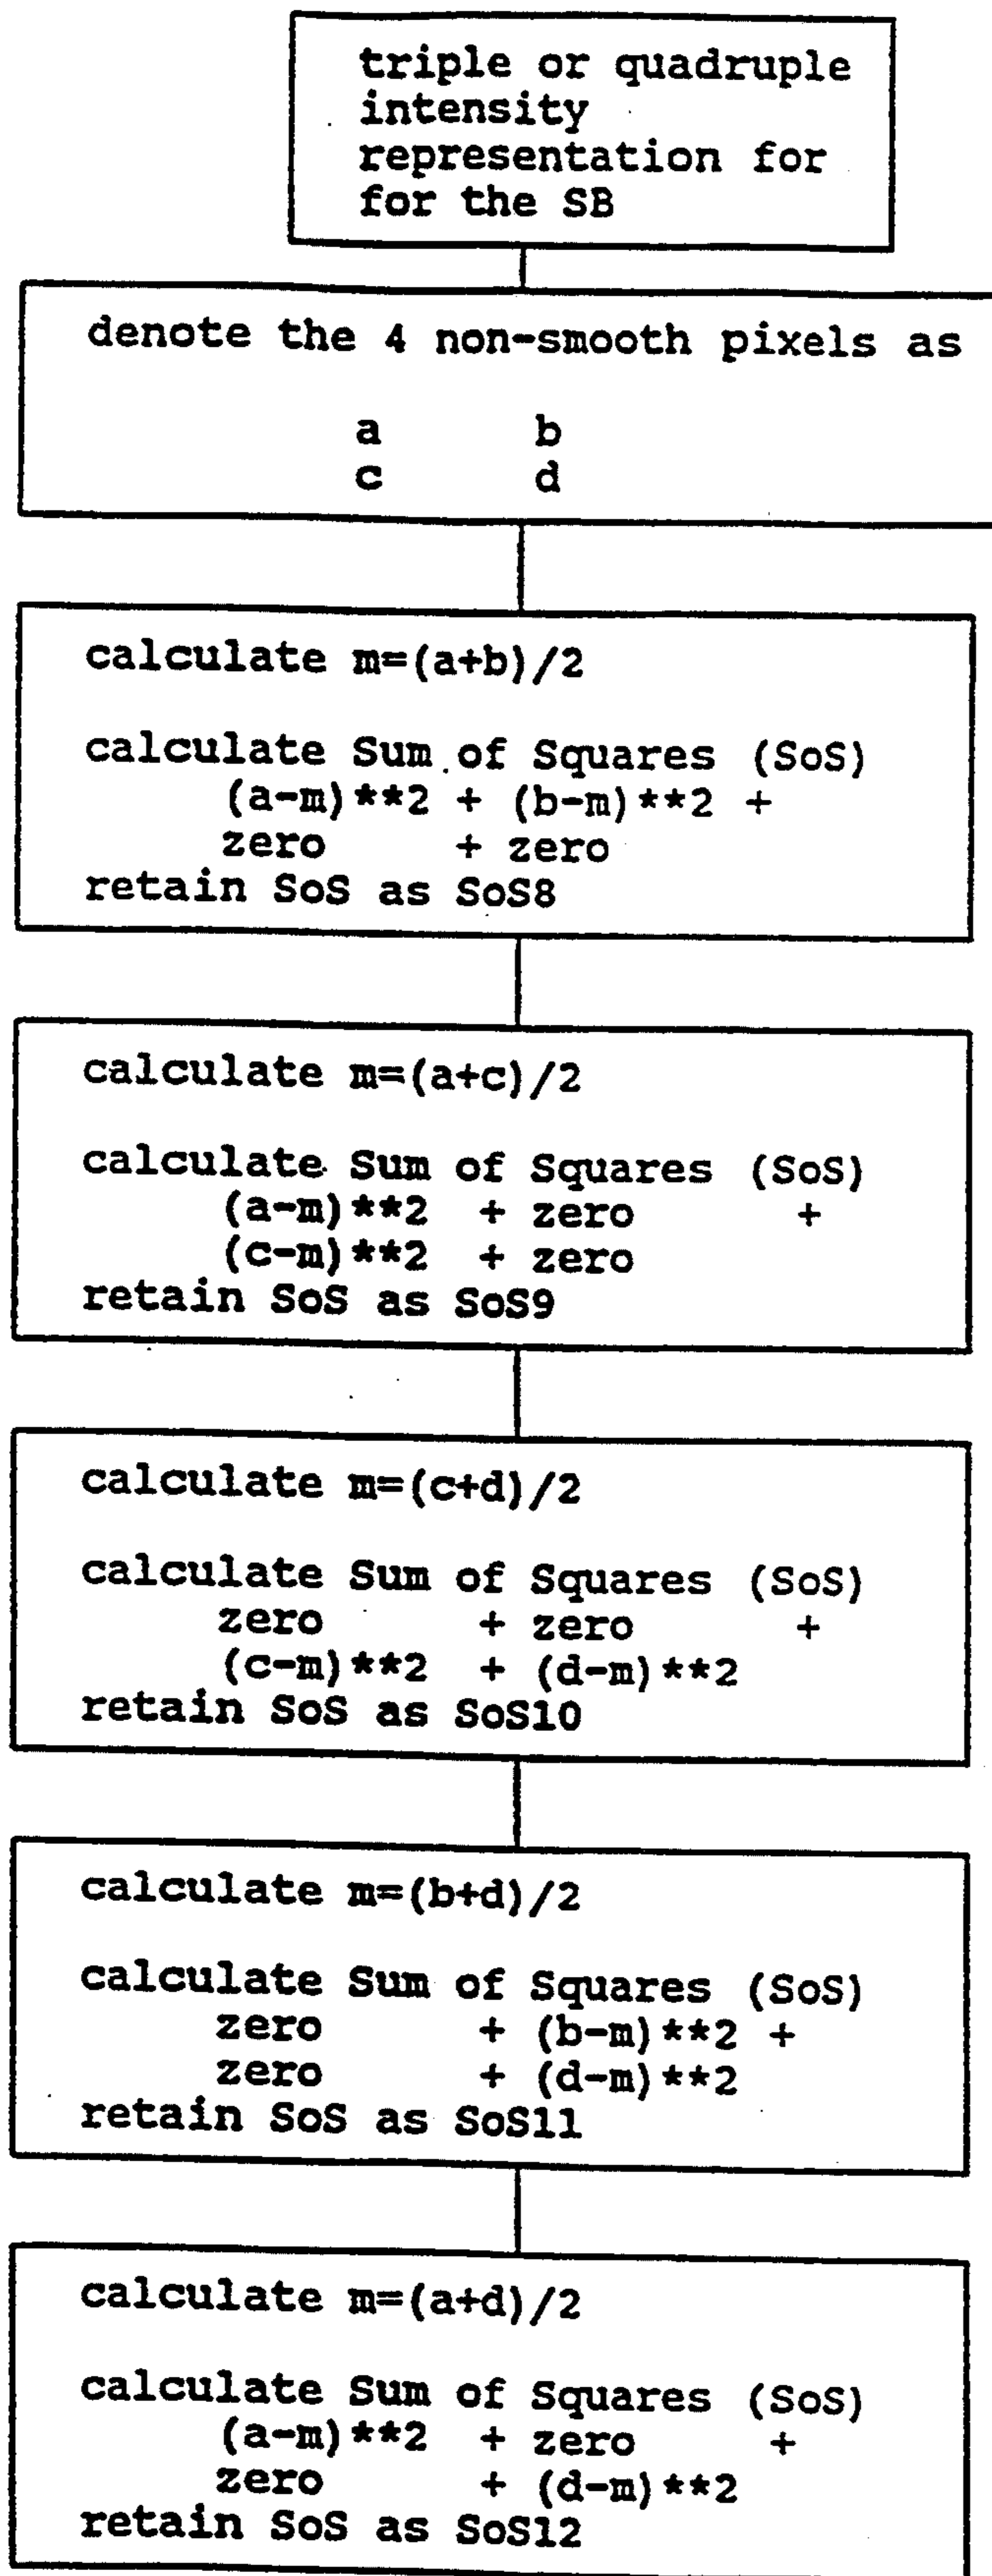 triple or quadruple
intensity
representation for
for the SB
denote the 4 non-smooth pixels as
a b
c d
calculate m=(a+b)/2
calculate Sum of Squares (SoS)
(a-m)**2 + (b-m)**2 +
zero + zero
retain SoS as SoS8
calculate m=(a+c)/2
calculate Sum of Squares (SoS)
(a-m)**2 + zero +
(c-m)**2 + zero
retain SoS as SoS9
calculate m=(c+d)/2
calculate Sum of Squares (SoS)
zero + zero +
(c-m)**2 + (d-m)**2
retain SoS as SoS10
calculate m=(b+d)/2
calculate Sum of Squares (SoS)
zero + (b-m)**2 +
zero + (d-m)**2
retain SoS as SoS11
calculate m=(a+d)/2
calculate Sum of Squares (SoS)
(a-m)**2 + zero +
zero + (d-m)**2
retain SoS as SoS12